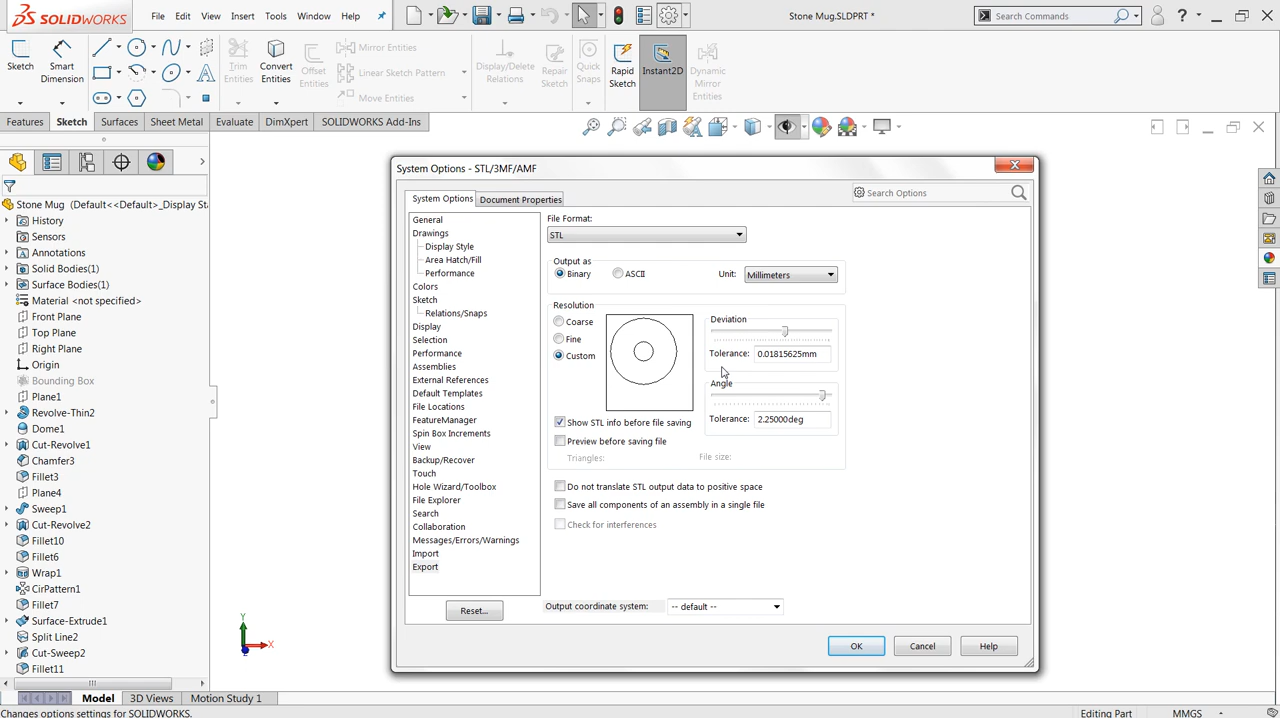 SOLIDWORKS
File Edit View Insert Tools Window Help
Stone Mug.SLDPRT *
Search Commands
Sketch
Smart
Dimension
Trim
Entities
Convert
Entities
Offset
Entities
Mirror Entities
Linear Sketch Pattern
Move Entities
Display/Delete
Relations
Repair
Sketch
Quick
Snaps
Rapid
Sketch
Instant2D
Dynamic
Mirror
Entities
Features Sketch Surfaces Sheet Metal Evaluate DimXpert SOLIDWORKS Add-Ins
Stone Mug (Default<<Default>_Display St
History
Sensors
Annotations
Solid Bodies(1)
Surface Bodies(1)
Material <not specified>
Front Plane
Top Plane
Right Plane
Origin
Bounding Box
Plane1
Revolve-Thin2
Dome1
Cut-Revolve1
Chamfer3
Fillet3
Plane4
Sweep1
Cut-Revolve2
Fillet10
Fillet6
Wrap1
CirPattern1
Fillet7
Surface-Extrude1
Split Line2
Cut-Sweep2
Fillet11
System Options - STL/3MF/AMF
System Options Document Properties
Search Options
General
Drawings
Display Style
Area Hatch/Fill
Performance
Colors
Sketch
Relations/Snaps
Display
Selection
Performance
Assemblies
External References
Default Templates
File Locations
FeatureManager
Spin Box Increments
View
Backup/Recover
Touch
Hole Wizard/Toolbox
File Explorer
Search
Collaboration
Messages/Errors/Warnings
Import
Export
Reset...
File Format:
STL
Output as
Binary ASCII Unit: Millimeters
Resolution
Coarse
Fine
Custom
Deviation
Tolerance: 0.01815625mm
Angle
Tolerance: 2.25000deg
Show STL info before file saving
Preview before saving file
Triangles: File size:
Do not translate STL output data to positive space
Save all components of an assembly in a single file
Check for interferences
Output coordinate system: -- default --
OK Cancel Help
Y
X
Z
Model 3D Views Motion Study 1
Changes options settings for SOLIDWORKS. Editing Part MMGS